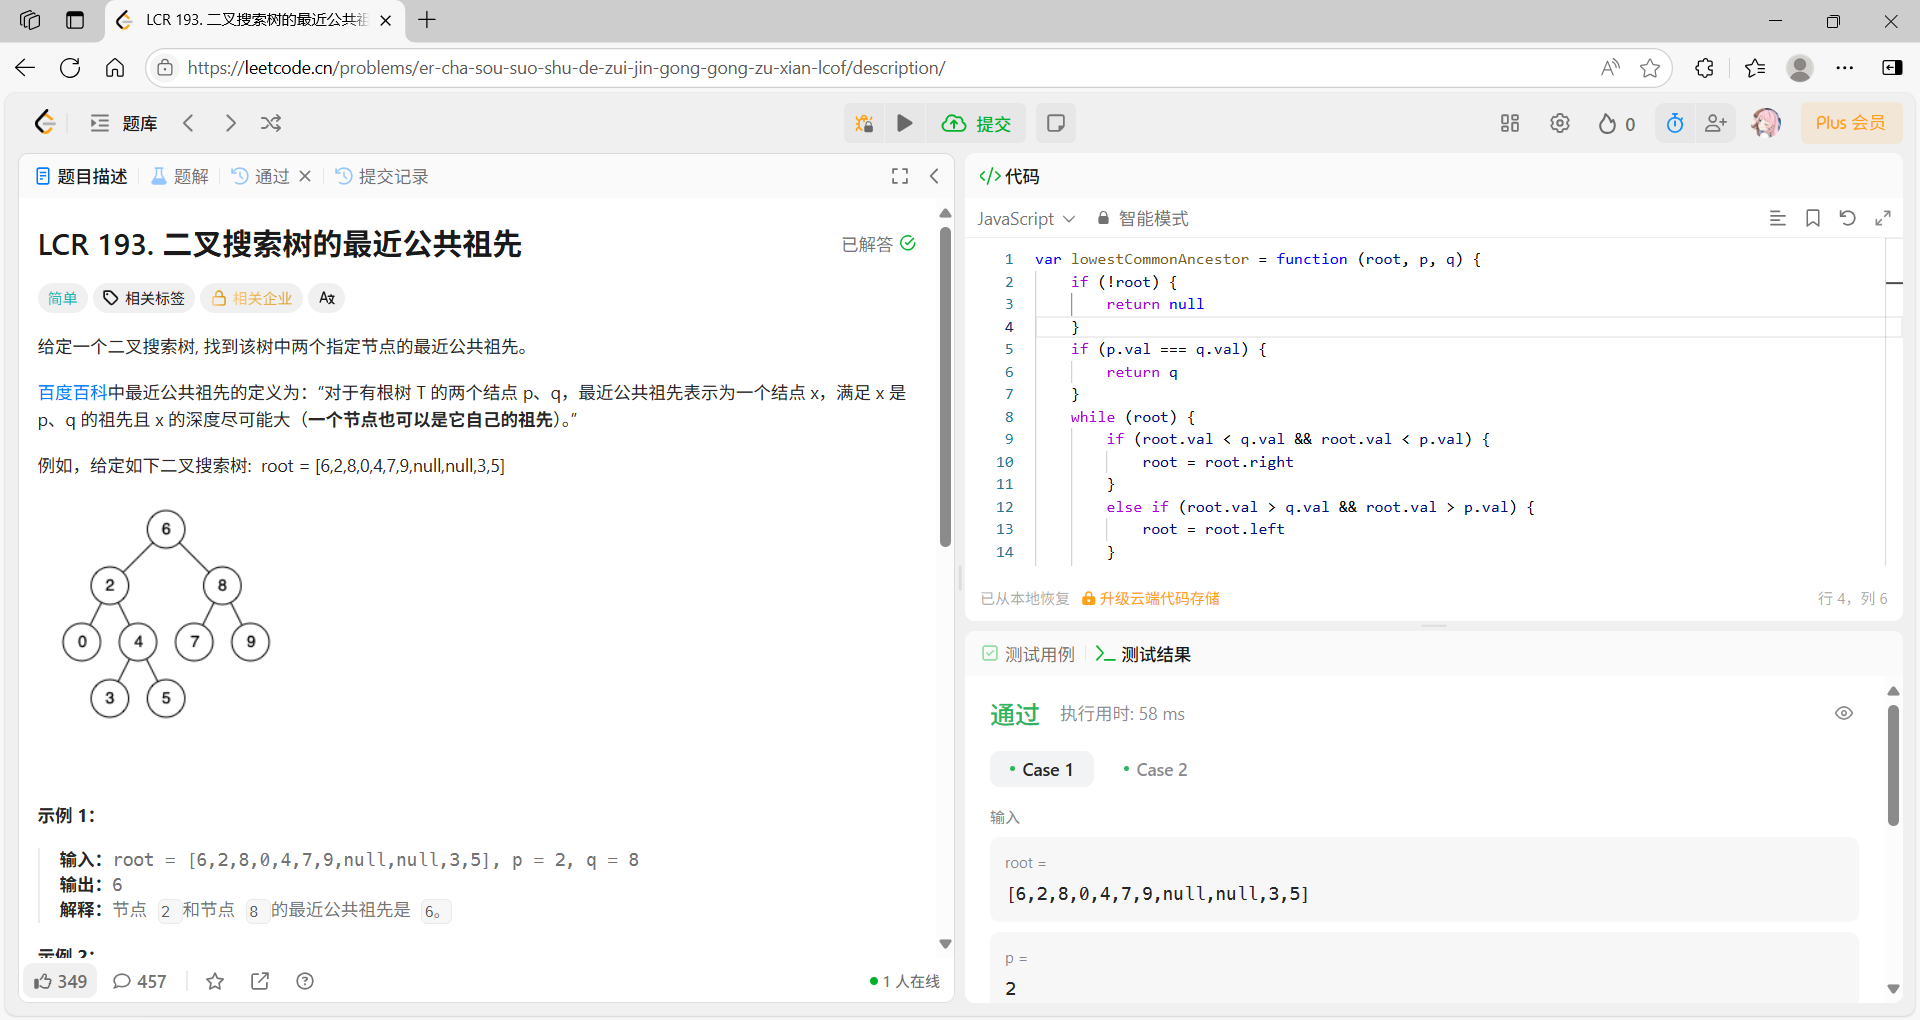 LCR 193. 二叉搜索树的最近公共祖
https://leetcode.cn/problems/er-cha-sou-suo-shu-de-zui-jin-gong-gong-zu-xian-lcof/description/
题库
提交
0
Plus 会员
题目描述
题解
通过
提交记录
LCR 193. 二叉搜索树的最近公共祖先
已解答
简单
相关标签
相关企业
给定一个二叉搜索树, 找到该树中两个指定节点的最近公共祖先。
百度百科中最近公共祖先的定义为：“对于有根树 T 的两个结点 p、q，最近公共祖先表示为一个结点 x，满足 x 是
p、q 的祖先且 x 的深度尽可能大（一个节点也可以是它自己的祖先）。”
例如，给定如下二叉搜索树: root = [6,2,8,0,4,7,9,null,null,3,5]
6
2 8
0 4 7 9
3 5
示例 1:
输入: root = [6,2,8,0,4,7,9,null,null,3,5], p = 2, q = 8
输出: 6
解释: 节点 2 和节点 8 的最近公共祖先是 6。
示例 2:
349
457
1 人在线
</>代码
JavaScript
智能模式
1 var lowestCommonAncestor = function (root, p, q) {
2 if (!root) {
3 return null
4 }
5 if (p.val === q.val) {
6 return q
7 }
8 while (root) {
9 if (root.val < q.val && root.val < p.val) {
10 root = root.right
11 }
12 else if (root.val > q.val && root.val > p.val) {
13 root = root.left
14 }
已从本地恢复
升级云端代码存储
行 4，列 6
测试用例
测试结果
通过
执行用时: 58 ms
Case 1
Case 2
输入
root =
[6,2,8,0,4,7,9,null,null,3,5]
p =
2